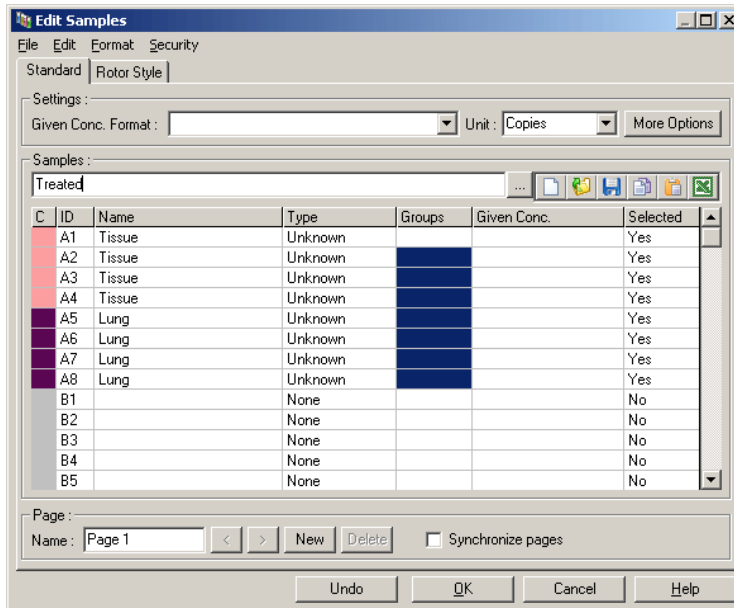 Edit Samples
File Edit Format Security
Standard Rotor Style
Settings :
Given Conc. Format : Unit : Copies More Options
Samples :
Treated ...
C ID Name Type Groups Given Conc. Selected
A1 Tissue Unknown Yes
A2 Tissue Unknown Yes
A3 Tissue Unknown Yes
A4 Tissue Unknown Yes
A5 Lung Unknown Yes
A6 Lung Unknown Yes
A7 Lung Unknown Yes
A8 Lung Unknown Yes
B1 None No
B2 None No
B3 None No
B4 None No
B5 None No
Page :
Name : Page 1 < > New Delete Synchronize pages
Undo OK Cancel Help